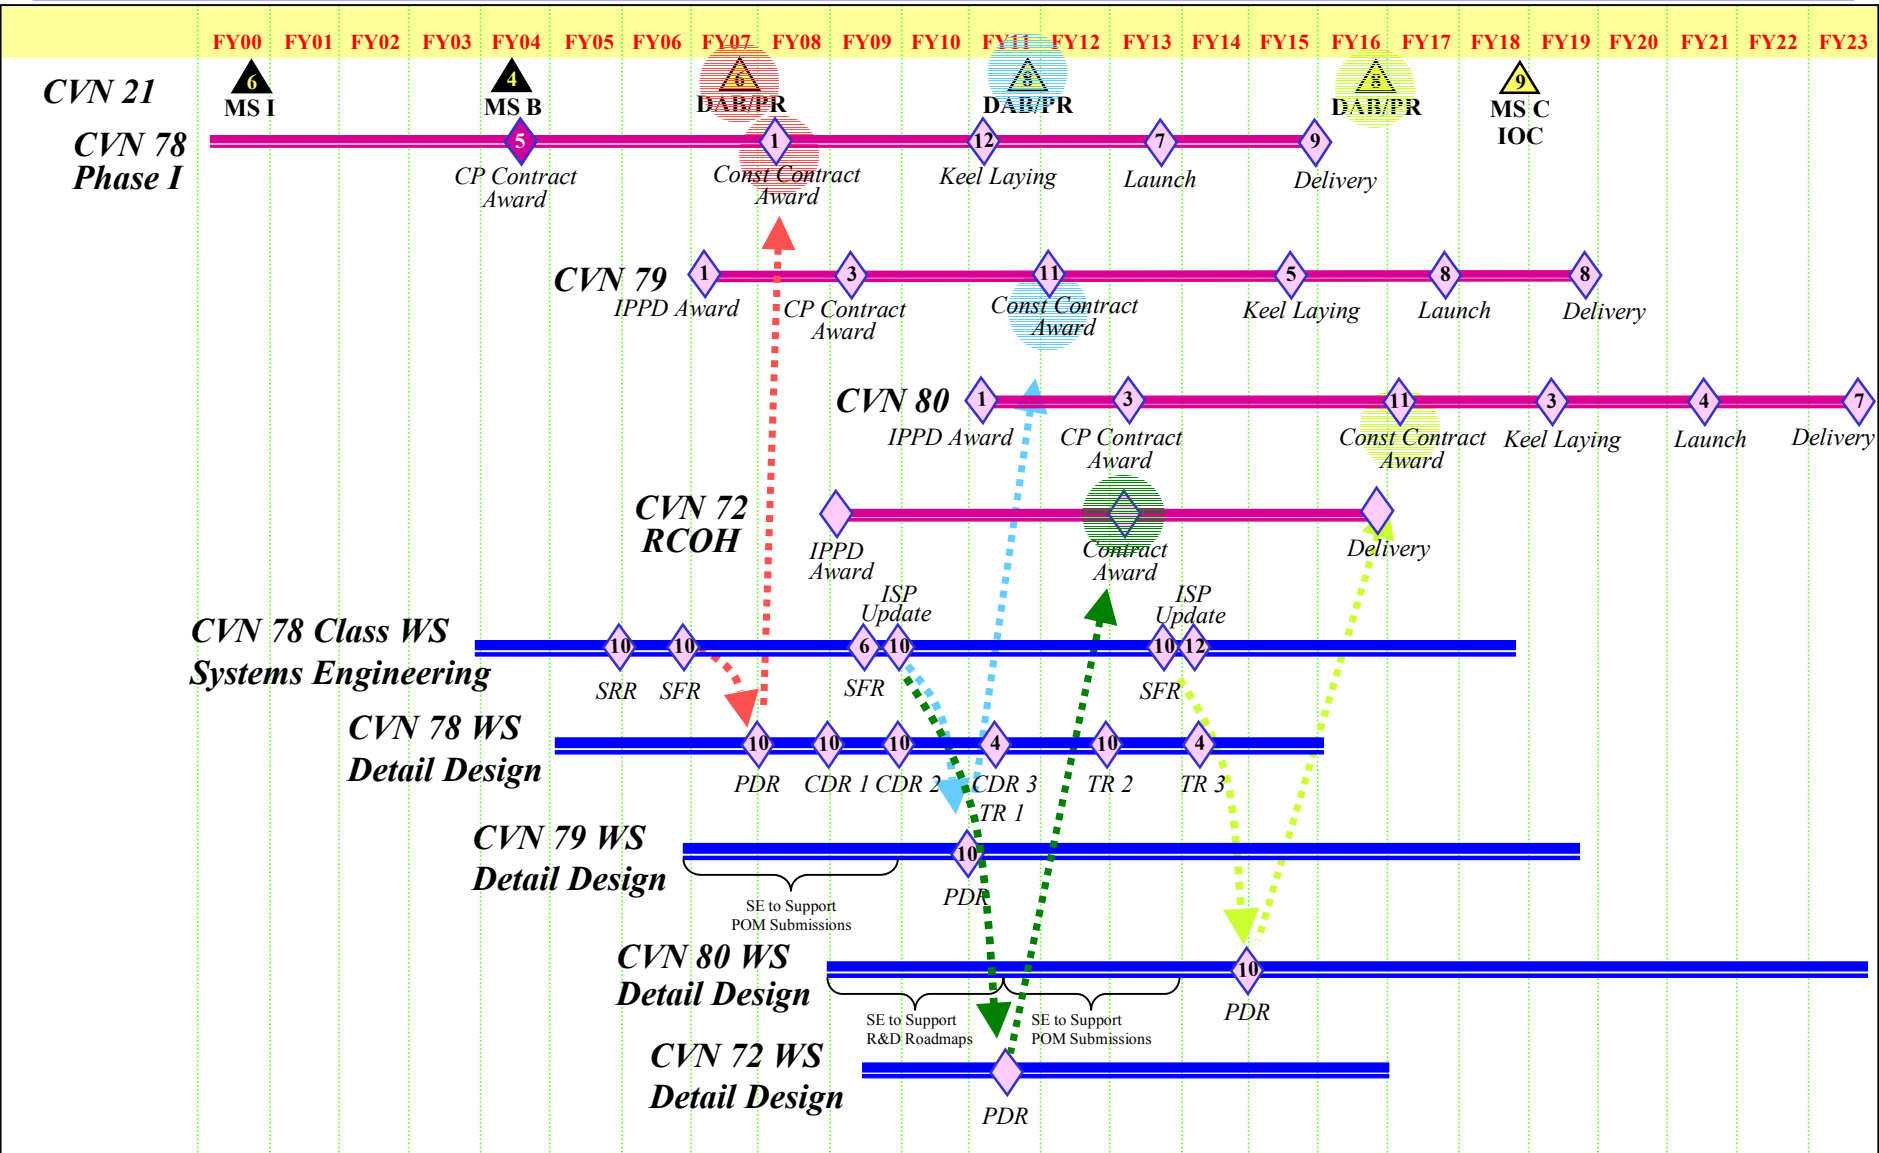 FY00 FY01 FY02 FY03 FY04 FY05 FY06 FY07 FY08 FY09 FY10 FY11 FY12 FY13 FY14 FY15 FY16 FY17 FY18 FY19 FY20 FY21 FY22 FY23
CVN 21
6 4 6 8 8 9
MS I MS B DAB/PR DAB/PR DAB/PR MS C
IOC
CVN 78
Phase I
5 1 12 7 9
CP Contract
Award
Const Contract
Award
Keel Laying
Launch
Delivery
CVN 79
1 3 11 5 8 8
IPPD Award
CP Contract
Award
Const Contract
Award
Keel Laying
Launch
Delivery
CVN 80
1 3 11 3 4 7
IPPD Award
CP Contract
Award
Const Contract
Award
Keel Laying
Launch
Delivery
CVN 72
RCOH
IPPD
Award
Contract
Award
Delivery
CVN 78 Class WS
Systems Engineering
ISP
Update
ISP
Update
10 10 6 10 10 12
SRR SFR SFR SFR
CVN 78 WS
Detail Design
10 10 10 4 10 4
PDR CDR 1 CDR 2 CDR 3 TR 2 TR 3
TR 1
CVN 79 WS
Detail Design
10
PDR
SE to Support
POM Submissions
CVN 80 WS
Detail Design
10
PDR
SE to Support
R&D Roadmaps
SE to Support
POM Submissions
CVN 72 WS
Detail Design
PDR